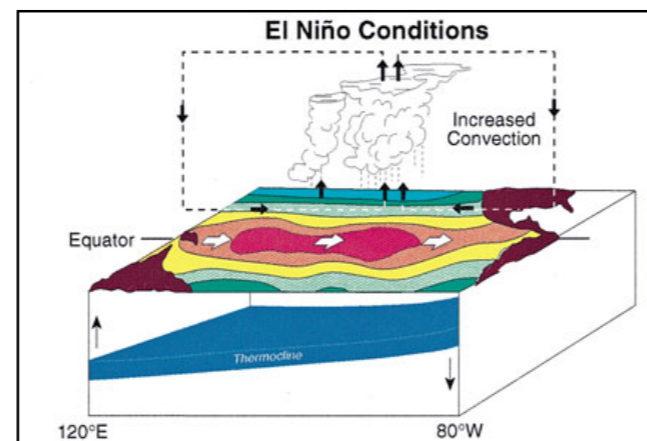 El Niño Conditions
Increased
Convection
Equator
Thermocline
120°E
80°W